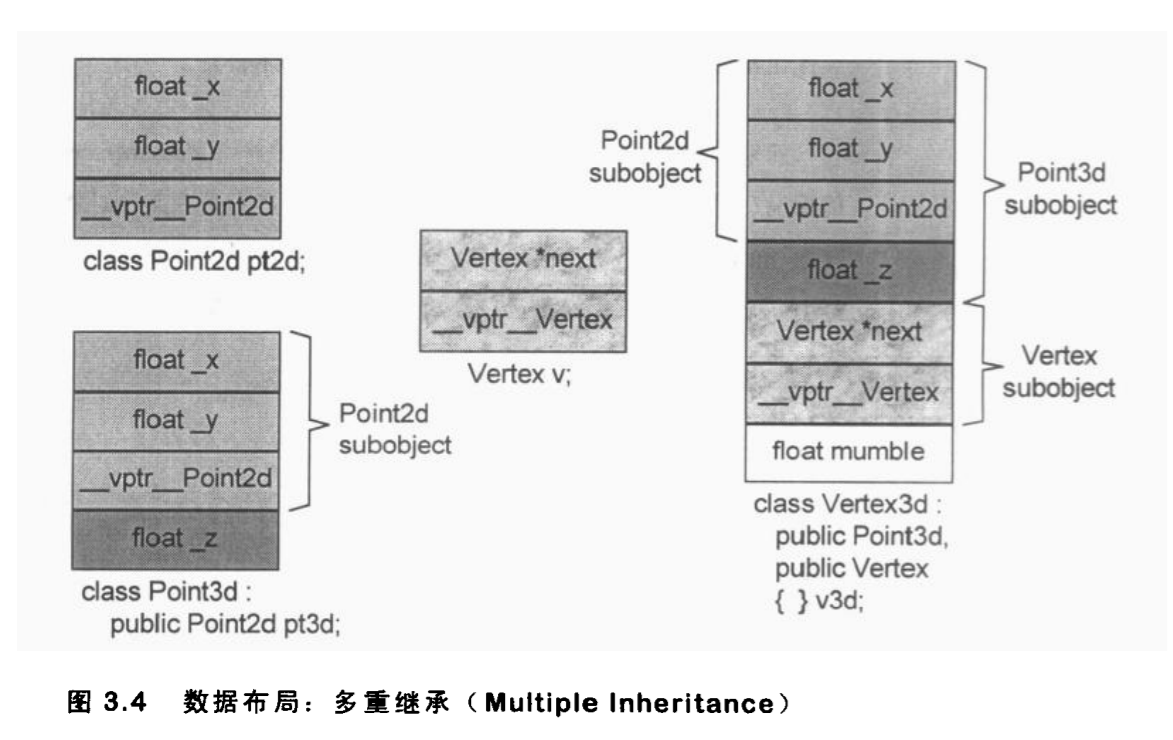 float _x
float _y
__vptr__Point2d
class Point2d pt2d;
float _x
float _y
__vptr__Point2d
float _z
Point2d
subobject
class Point3d :
public Point2d pt3d;
Vertex *next
__vptr__Vertex
Vertex v;
Point2d
subobject
float _x
float _y
__vptr__Point2d
float _z
Vertex *next
__vptr__Vertex
float mumble
Point3d
subobject
Vertex
subobject
class Vertex3d :
public Point3d,
public Vertex
{ } v3d;
图 3.4 数据布局：多重继承（Multiple Inheritance）